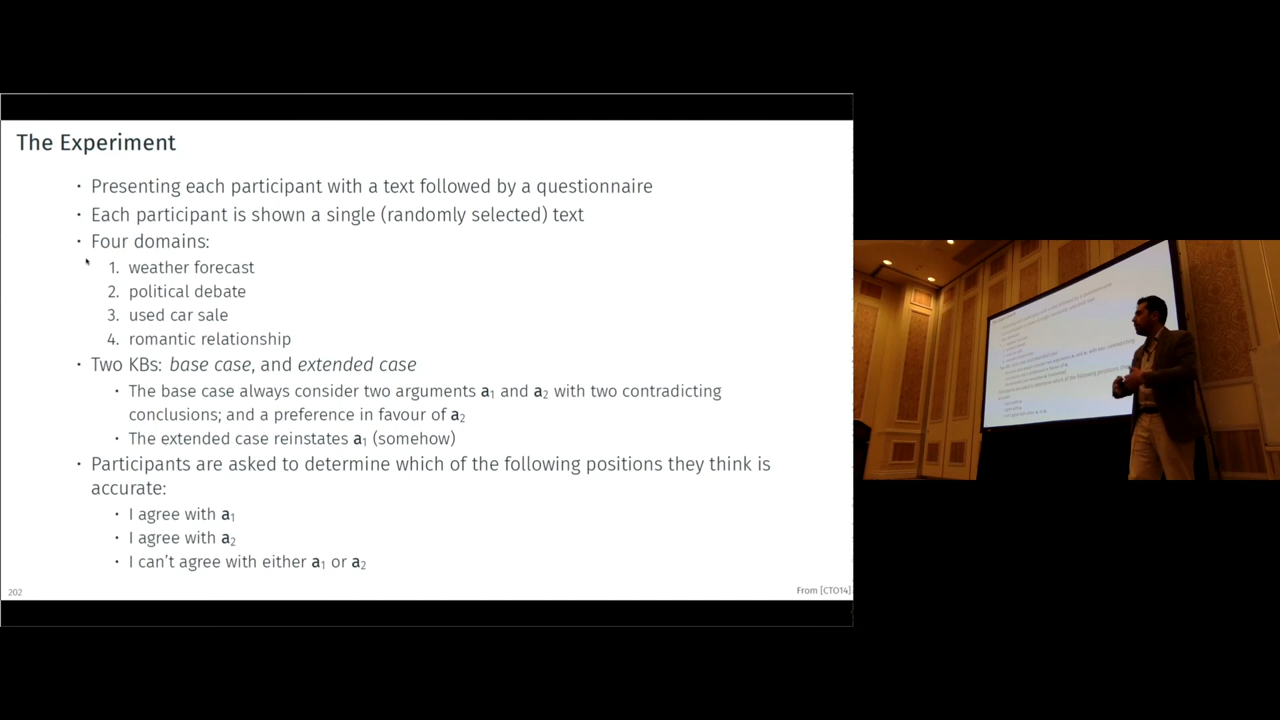 The Experiment
· Presenting each participant with a text followed by a questionnaire
· Each participant is shown a single (randomly selected) text
· Four domains:
1. weather forecast
2. political debate
3. used car sale
4. romantic relationship
· Two KBs: base case, and extended case
· The base case always consider two arguments a₁ and a₂ with two contradicting
conclusions; and a preference in favour of a₂
· The extended case reinstates a₁ (somehow)
· Participants are asked to determine which of the following positions they think is
accurate:
· I agree with a₁
· I agree with a₂
· I can't agree with either a₁ or a₂
202
From [CTO14]